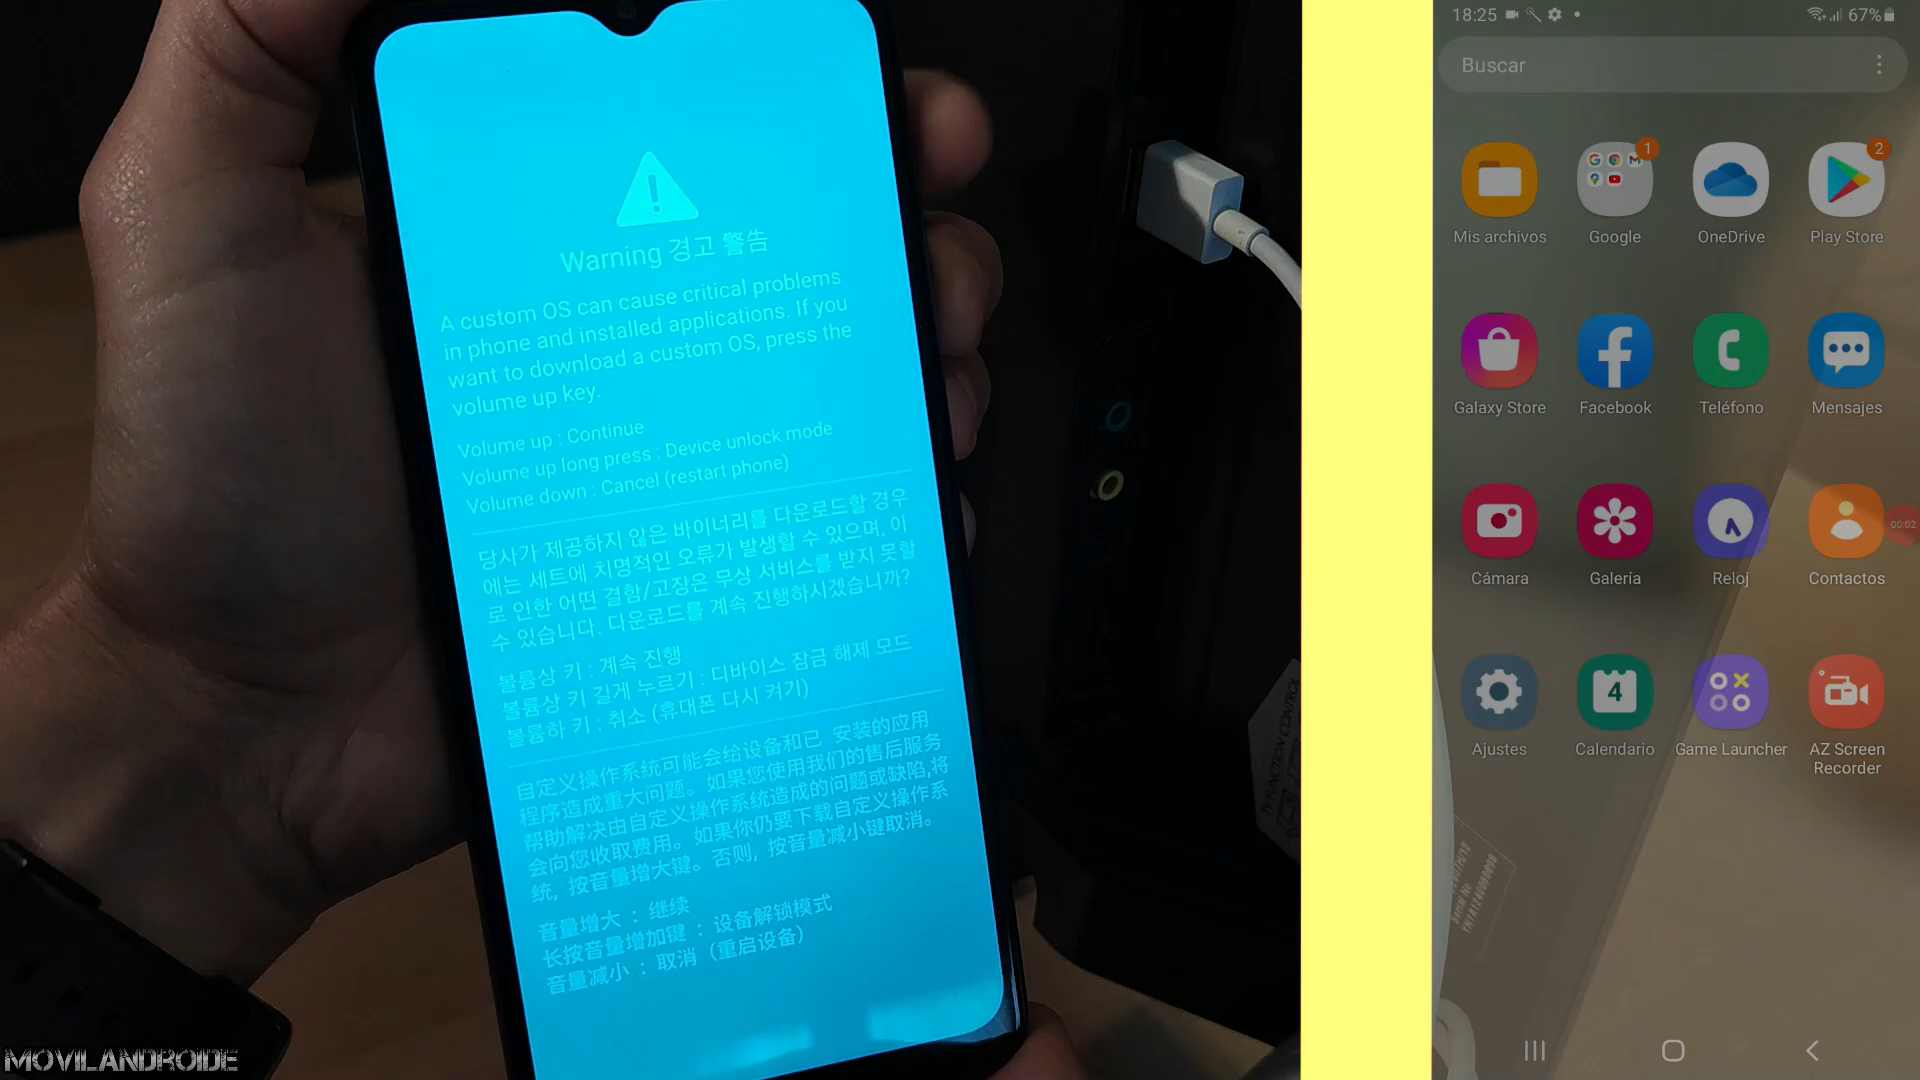 Warning 경고 警告
A custom OS can cause critical problems
in phone and installed applications. If you
want to download a custom OS, press the
volume up key.
Volume up : Continue
Volume up long press : Device unlock mode
Volume down : Cancel (restart phone)
당사가 제공하지 않은 바이너리를 다운로드할 경우
에는 세트에 치명적인 오류가 발생할 수 있으며, 이
로 인한 어떤 결함/고장은 무상 서비스를 받지 못할
수 있습니다. 다운로드를 계속 진행하시겠습니까?
볼륨상 키 : 계속 진행
볼륨상 키 길게 누르기 : 디바이스 잠금 해제 모드
볼륨하 키 : 취소 (휴대폰 다시 켜기)
自定义操作系统可能会给设备和已 安装的应用
程序造成重大问题。如果您使用我们的售后服务
帮助解决由自定义操作系统造成的问题或缺陷,将
会向您收取费用。如果你仍要下载自定义操作系
统, 按音量增大键。否则, 按音量减小键取消。
音量增大 : 继续
长按音量增加键 : 设备解锁模式
音量减小 : 取消 (重启设备)
TV FUNCTION CONTROL
MOVILANDROIDE
18:25
67%
Buscar
1
2
Mis archivos
Google
OneDrive
Play Store
Galaxy Store
Facebook
Teléfono
Mensajes
00:02
Cámara
Galería
Reloj
Contactos
4
Ajustes
Calendario
Game Launcher
AZ Screen
Recorder
Serial No